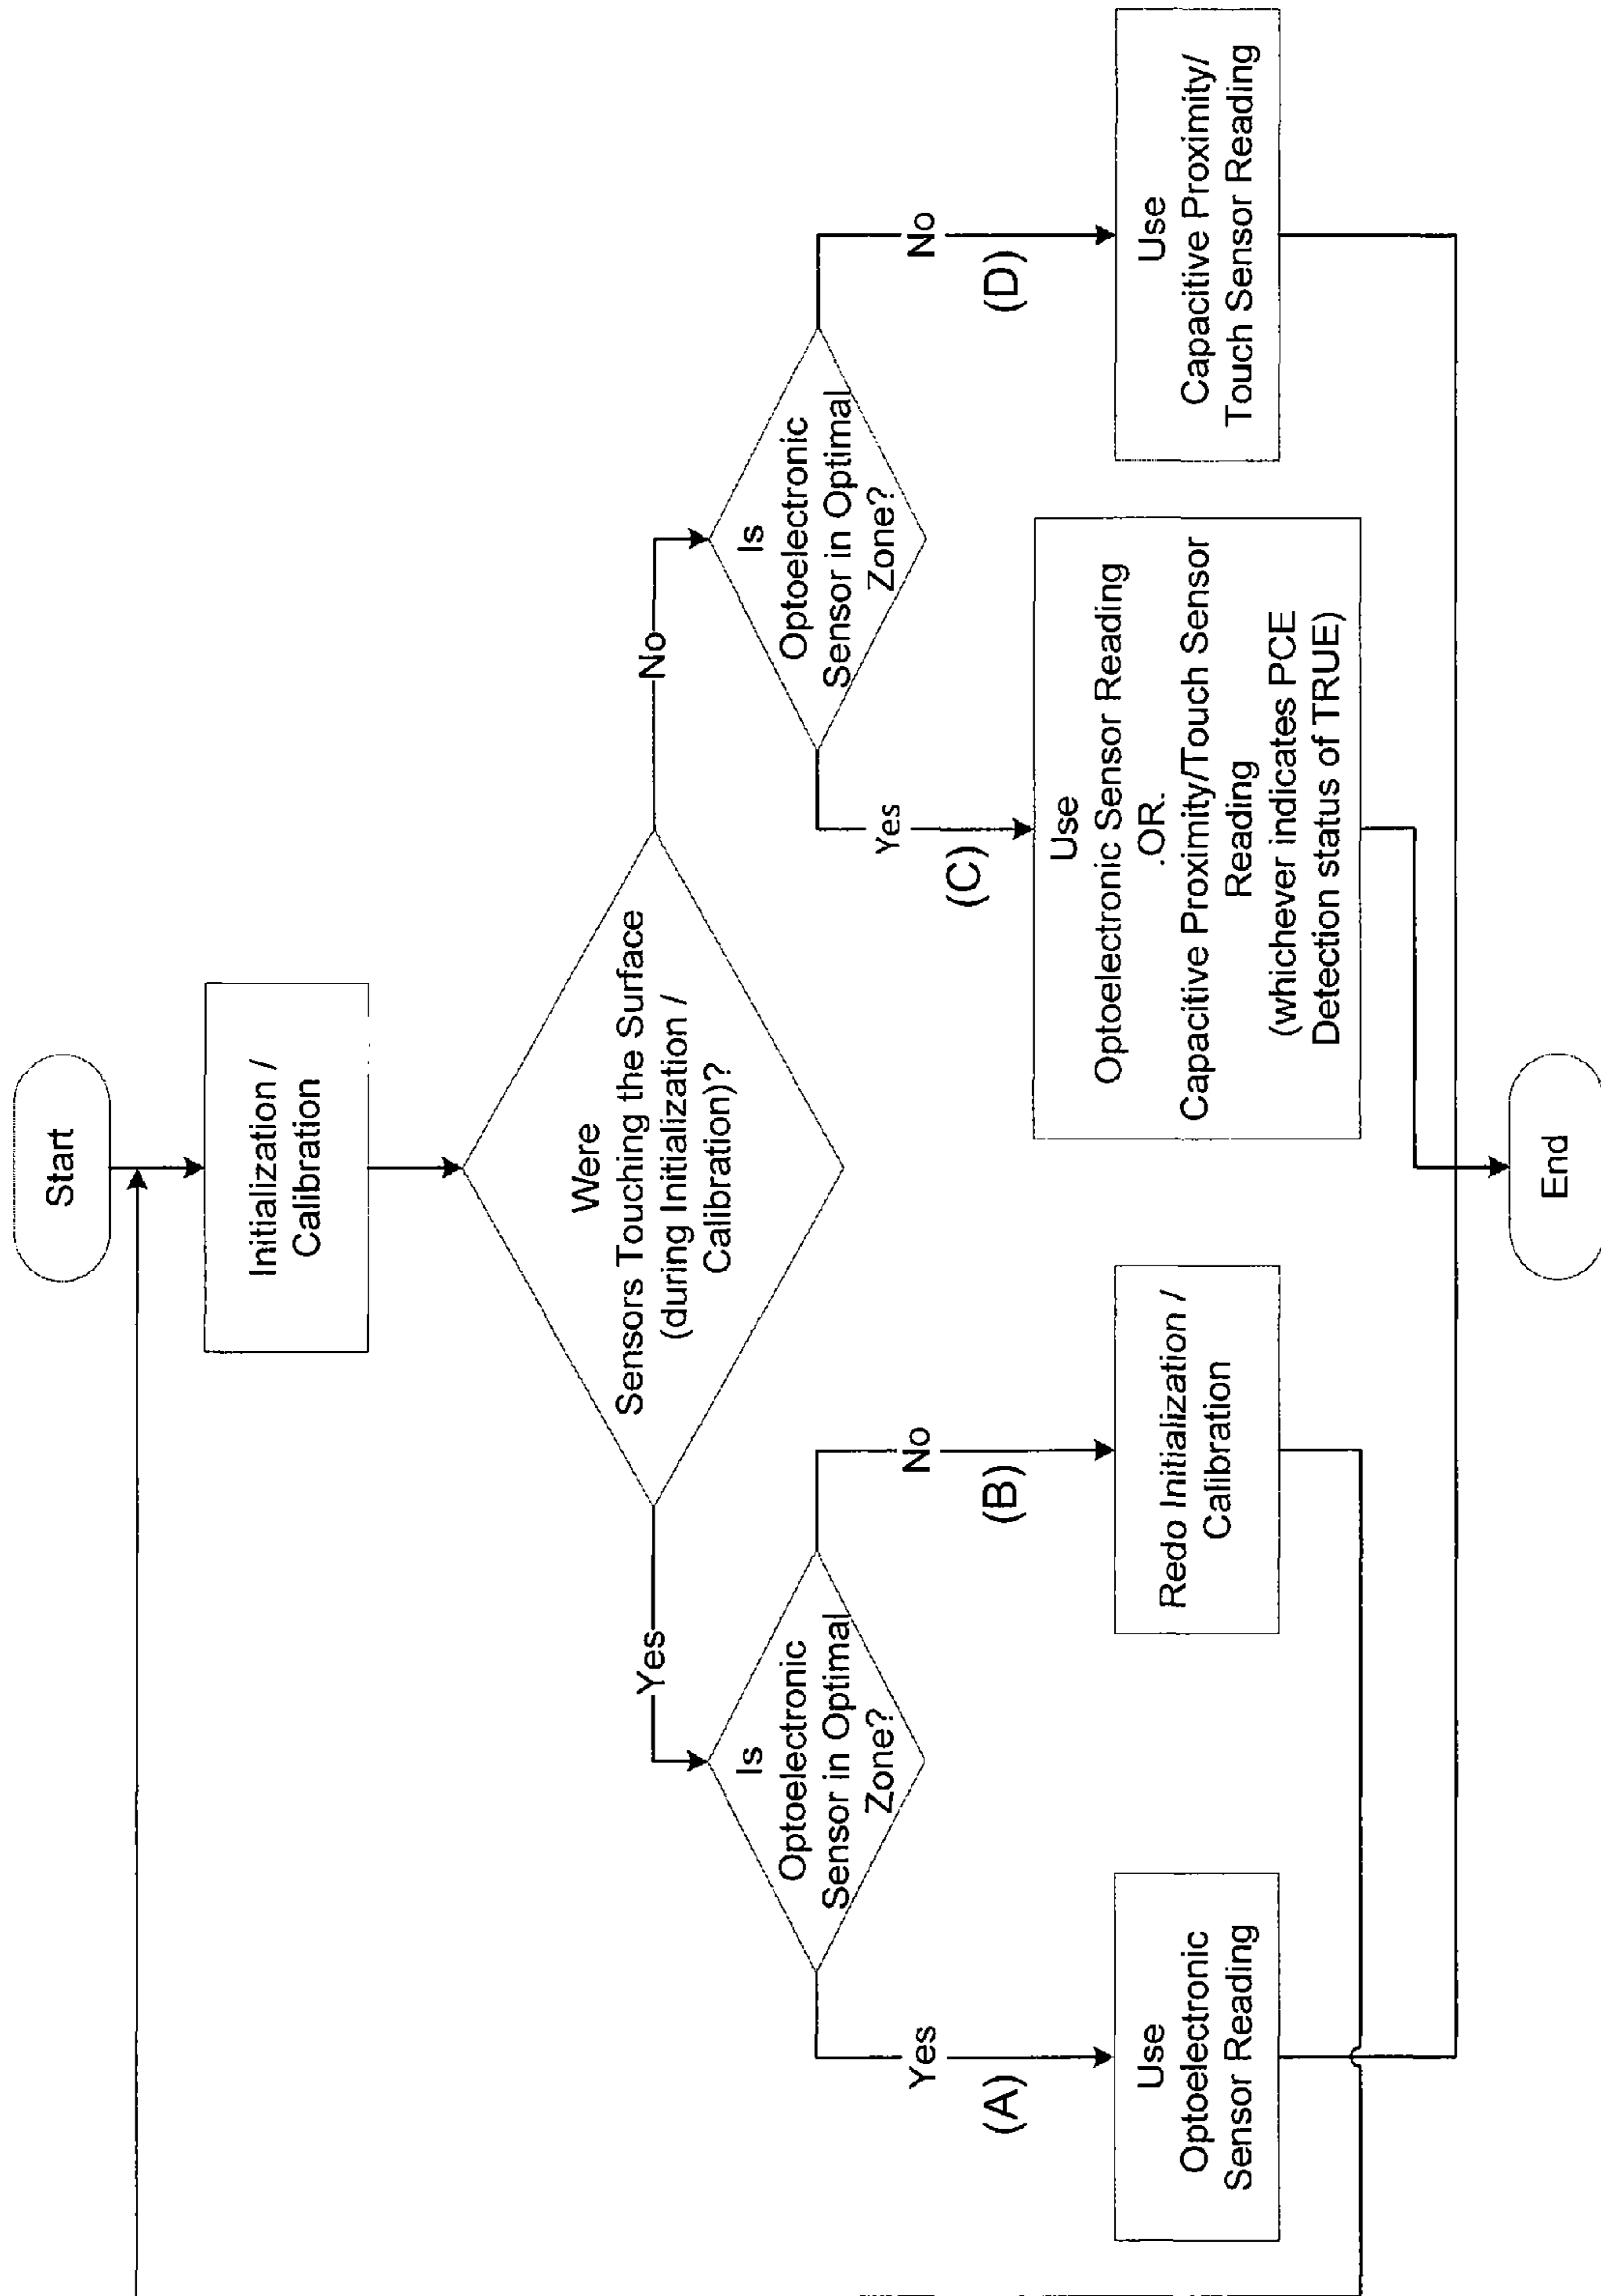 Start
Initialization /
Calibration
Were
Sensors Touching the Surface
(during Initialization /
Calibration)?
Yes
No
Is
Optoelectronic
Sensor in Optimal
Zone?
Is
Optoelectronic
Sensor in Optimal
Zone?
Yes
(A)
No
(B)
Yes
(C)
No
(D)
Use
Optoelectronic
Sensor Reading
Redo Initialization /
Calibration
Use
Optoelectronic Sensor Reading
.OR.
Capacitive Proximity/Touch Sensor
Reading
(whichever indicates PCE
Detection status of TRUE)
Use
Capacitive Proximity/
Touch Sensor Reading
End